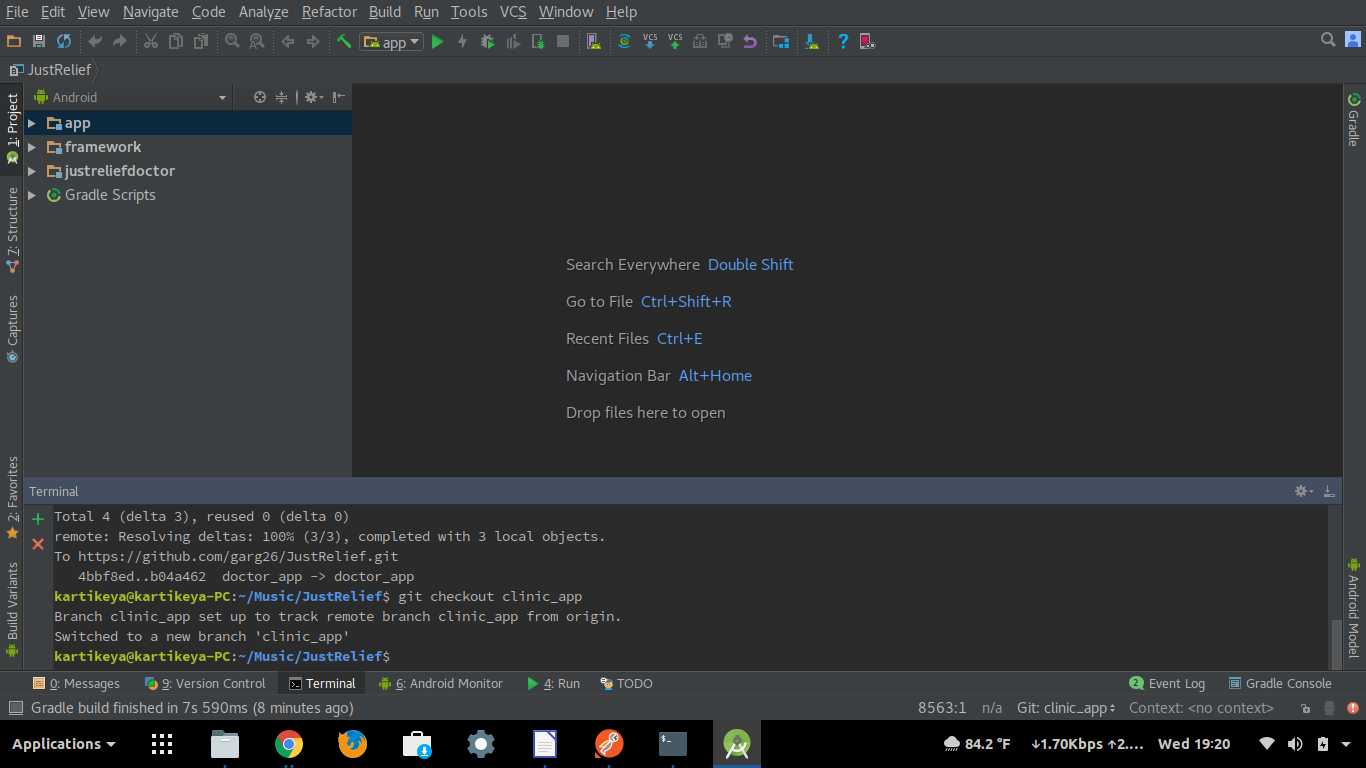 File Edit View Navigate Code Analyze Refactor Build Run Tools VCS Window Help
app
VCS VCS
JustRelief
Android
app
framework
justreliefdoctor
Gradle Scripts
1: Project
7: Structure
Captures
2: Favorites
Build Variants
Gradle
Android Model
Search Everywhere Double Shift
Go to File Ctrl+Shift+R
Recent Files Ctrl+E
Navigation Bar Alt+Home
Drop files here to open
Terminal
Total 4 (delta 3), reused 0 (delta 0)
remote: Resolving deltas: 100% (3/3), completed with 3 local objects.
To https://github.com/garg26/JustRelief.git
4bbf8ed..b04a462 doctor_app -> doctor_app
kartikeya@kartikeya-PC:~/Music/JustRelief$ git checkout clinic_app
Branch clinic_app set up to track remote branch clinic_app from origin.
Switched to a new branch 'clinic_app'
kartikeya@kartikeya-PC:~/Music/JustRelief$
0: Messages 9: Version Control Terminal 6: Android Monitor 4: Run TODO 2 Event Log Gradle Console
Gradle build finished in 7s 590ms (8 minutes ago) 8563:1 n/a Git: clinic_app Context: <no context>
Applications 84.2 °F ↓1.70Kbps ↑2.... Wed 19:20